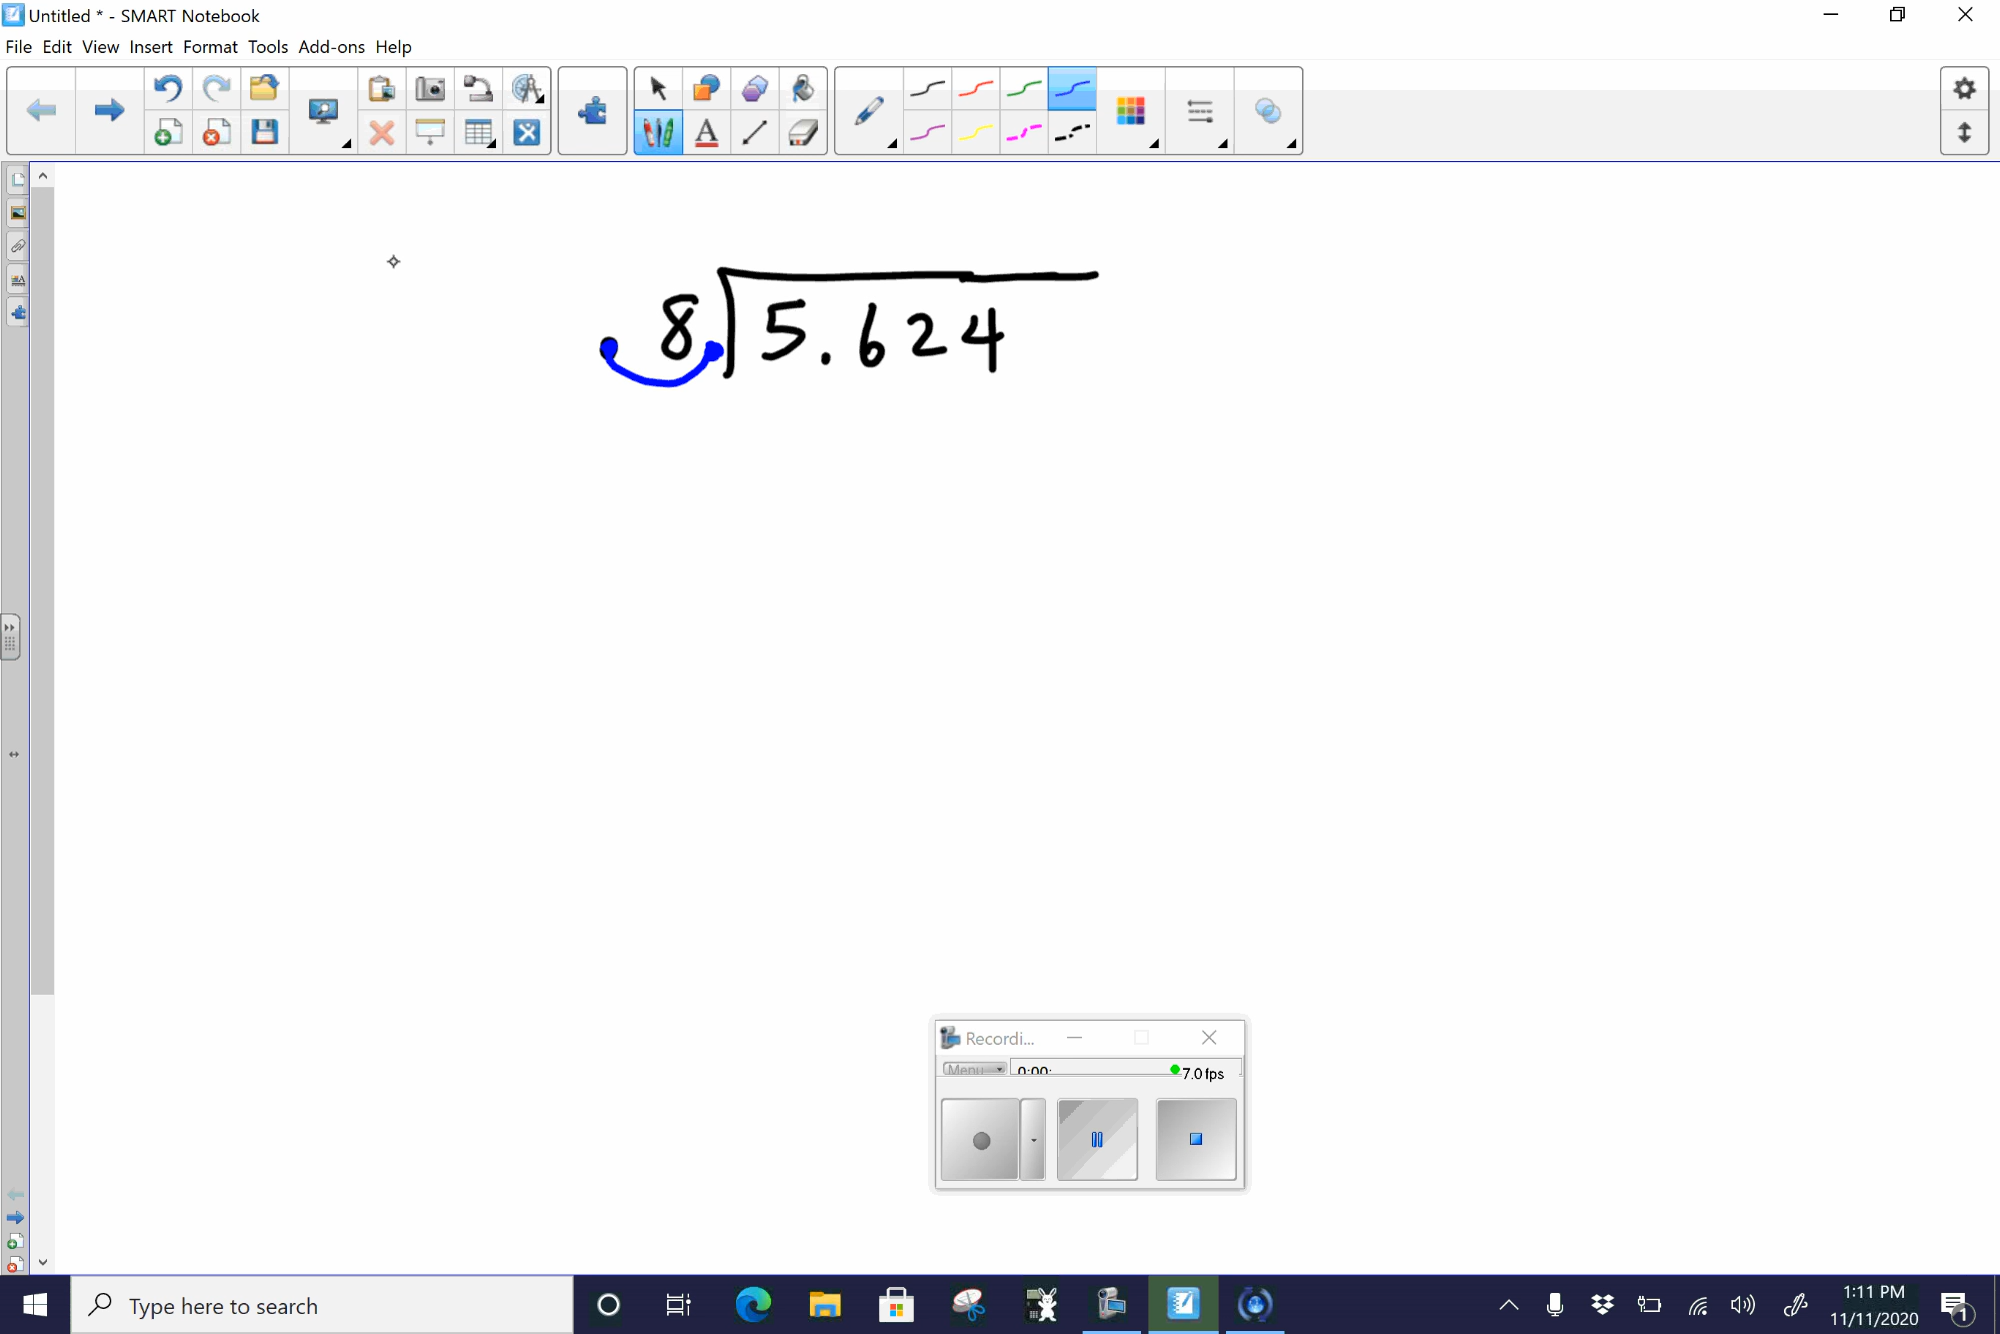 Untitled * - SMART Notebook
File Edit View Insert Format Tools Add-ons Help
.8 5.624
Recordi...
Menu 0:00: 7.0 fps
Type here to search
1:11 PM
11/11/2020
1